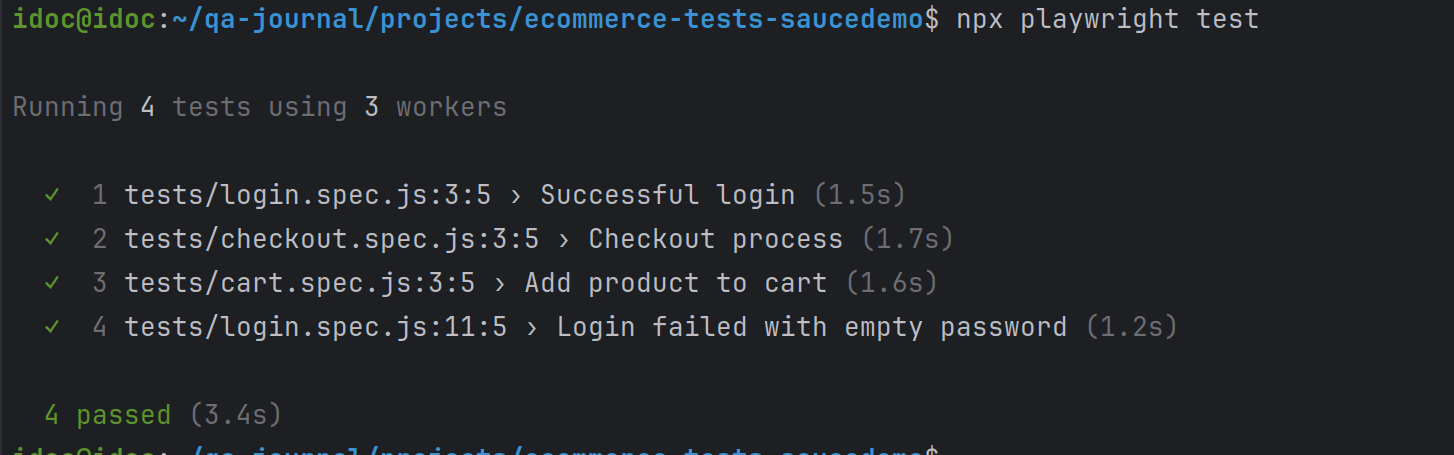 idoc@idoc:~/qa-journal/projects/ecommerce-tests-saucedemo$ npx playwright test
Running 4 tests using 3 workers
✓ 1 tests/login.spec.js:3:5 › Successful login (1.5s)
✓ 2 tests/checkout.spec.js:3:5 › Checkout process (1.7s)
✓ 3 tests/cart.spec.js:3:5 › Add product to cart (1.6s)
✓ 4 tests/login.spec.js:11:5 › Login failed with empty password (1.2s)
4 passed (3.4s)
idoc@idoc:~/qa-journal/projects/ecommerce-tests-saucedemo$